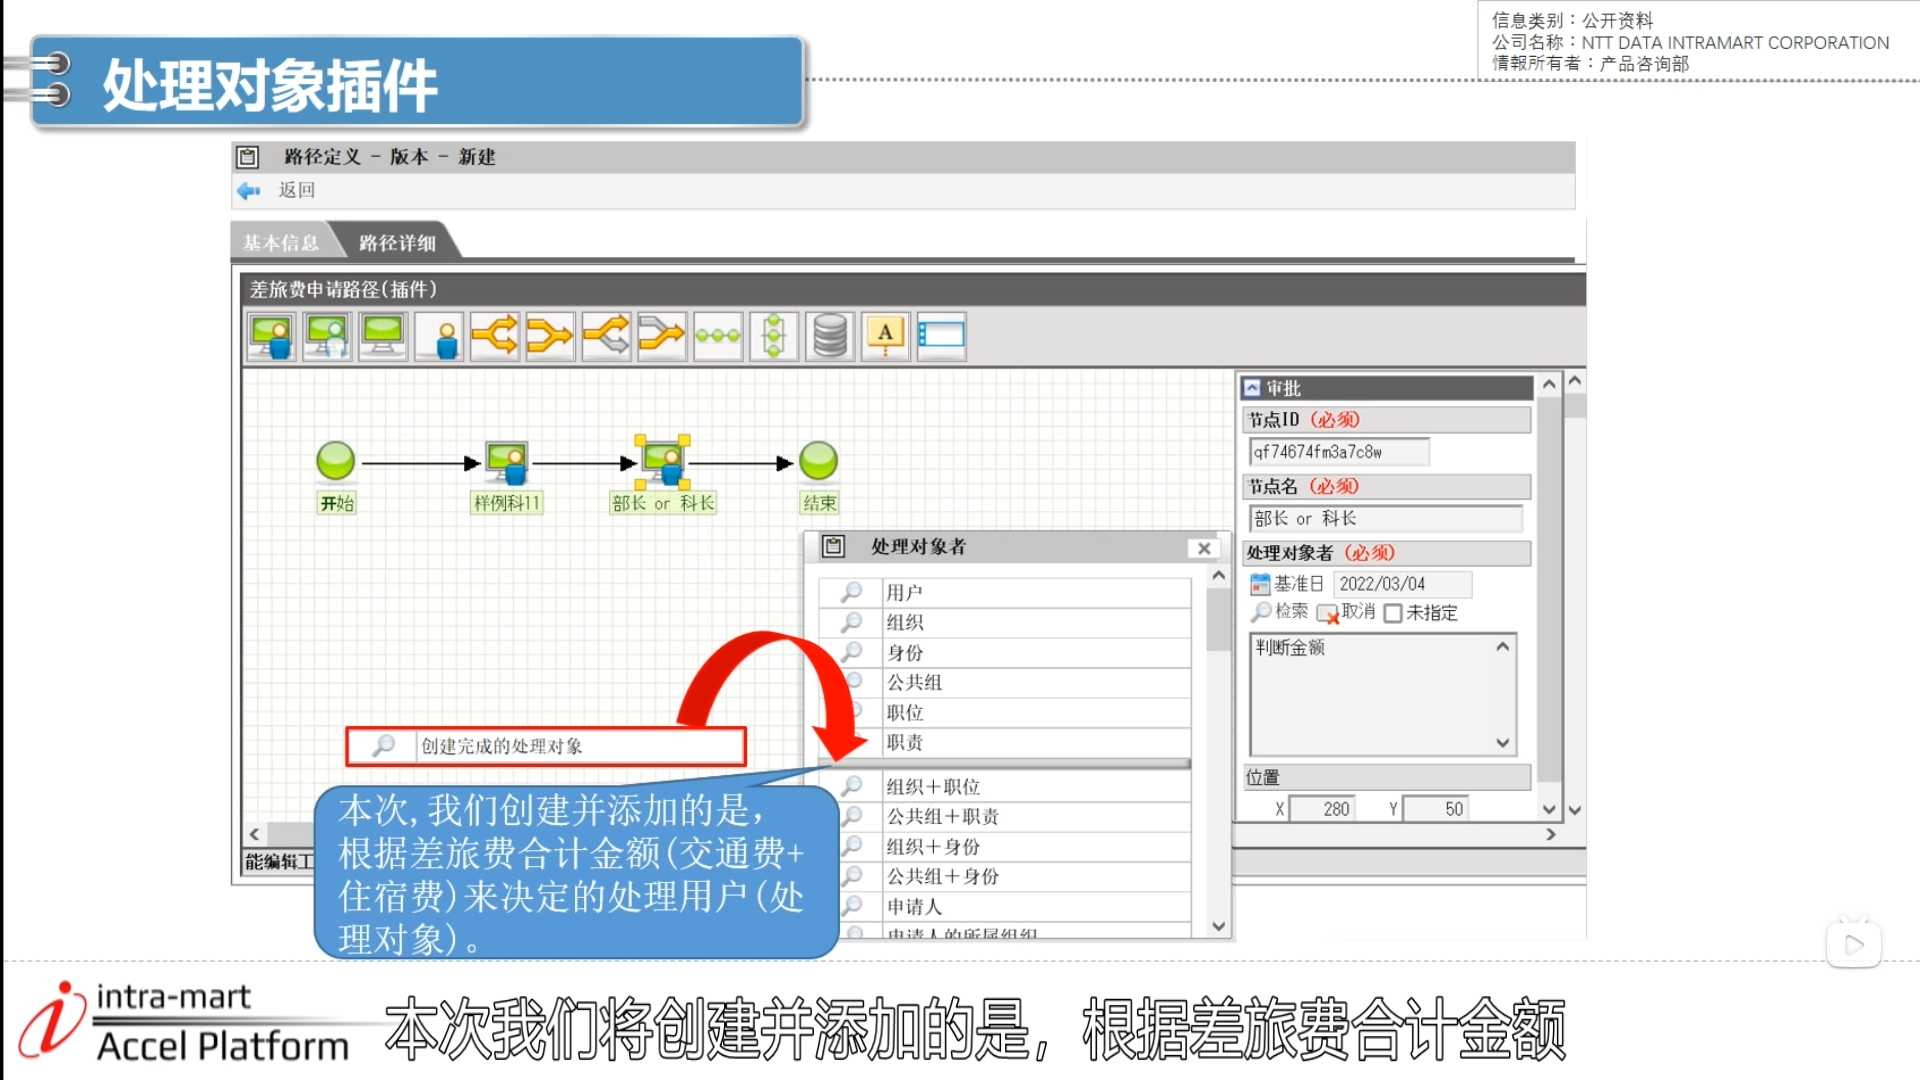 信息类别：公开资料
公司名称：NTT DATA INTRAMART CORPORATION
情報所有者：产品咨询部
处理对象插件
路径定义 - 版本 - 新建
返回
基本信息
路径详细
差旅费申请路径(插件)
A
开始
样例科11
部长 or 科长
结束
审批
节点ID (必须)
qf74674fm3a7c8w
节点名 (必须)
部长 or 科长
处理对象者 (必须)
基准日 2022/03/04
检索 取消 未指定
判断金额
位置
X 280 Y 50
处理对象者
用户
组织
身份
公共组
职位
职责
组织＋职位
公共组＋职责
组织＋身份
公共组＋身份
申请人
申请人的所属组织
创建完成的处理对象
能编辑工
本次,我们创建并添加的是，
根据差旅费合计金额(交通费+
住宿费)来决定的处理用户(处
理对象)。
intra-mart
Accel Platform
本次我们将创建并添加的是，根据差旅费合计金额